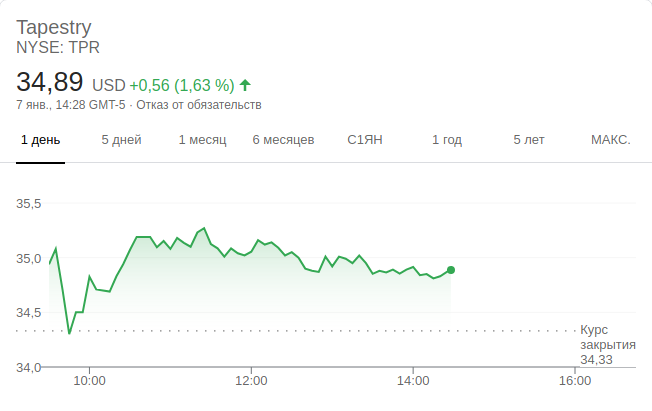 Tapestry
NYSE: TPR
34,89 USD +0,56 (1,63 %)
7 янв., 14:28 GMT-5 · Отказ от обязательств
1 день 5 дней 1 месяц 6 месяцев С1ЯН 1 год 5 лет МАКС.
35,5
35,0
34,5
Курс
закрытия
34,33
34,0
10:00 12:00 14:00 16:00